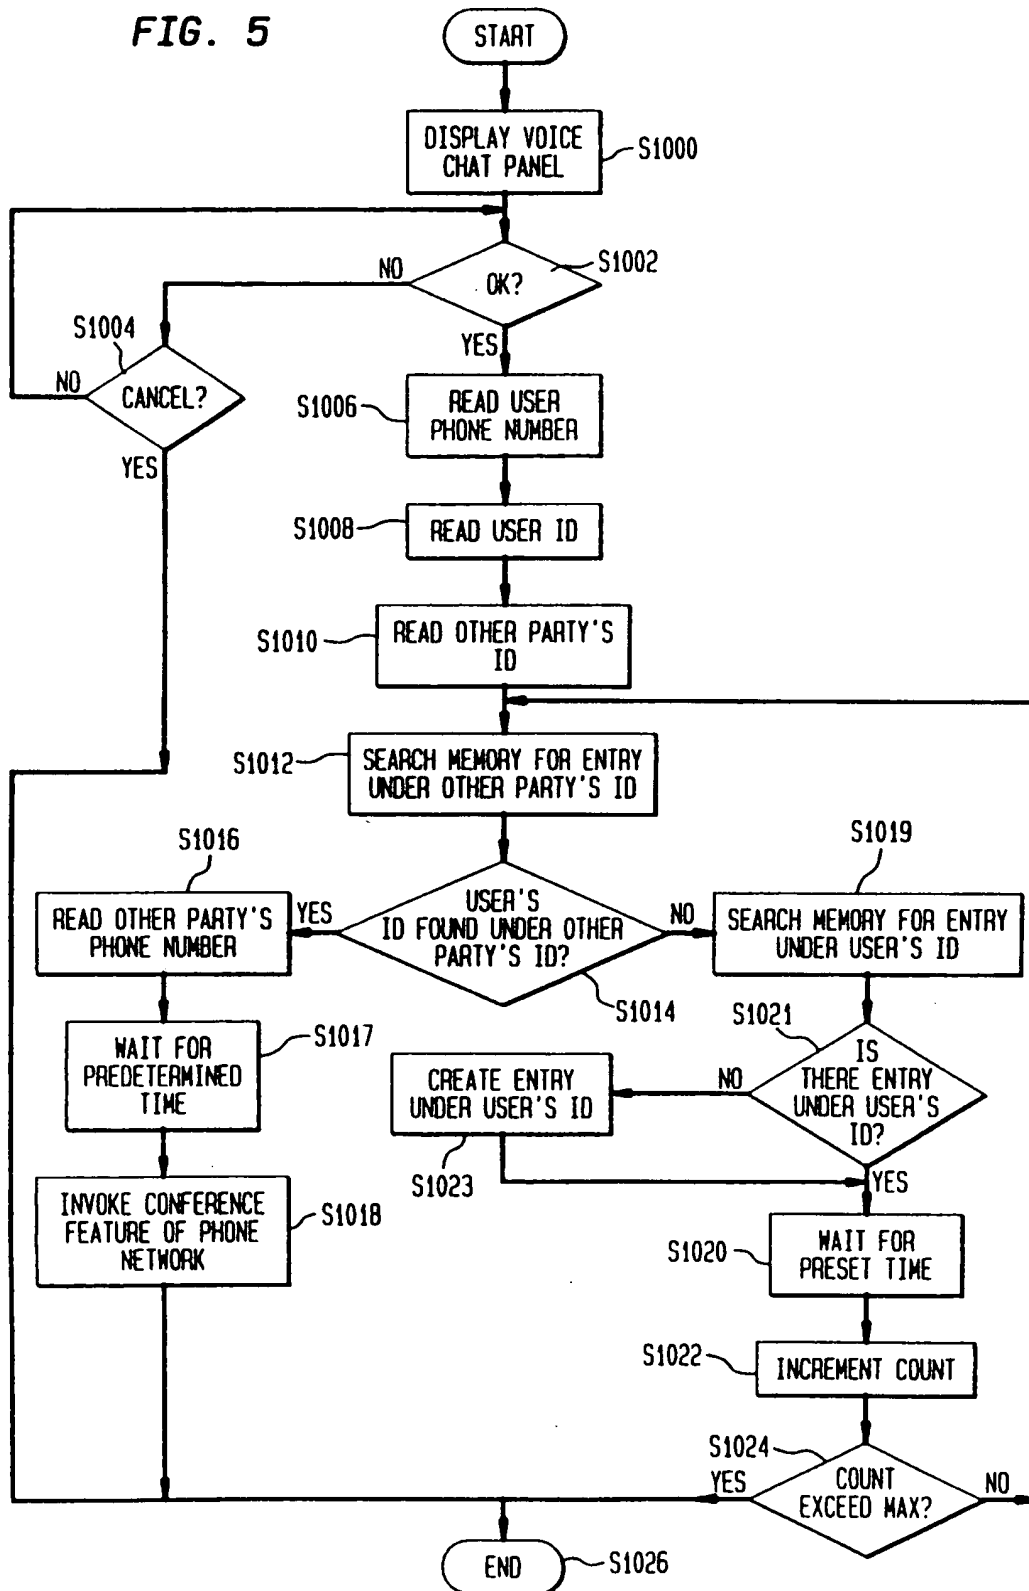 FIG. 5
START
DISPLAY VOICE
CHAT PANEL
S1000
OK?
S1002
NO
YES
S1004
CANCEL?
NO
YES
S1006
READ USER
PHONE NUMBER
S1008
READ USER ID
S1010
READ OTHER PARTY'S
ID
S1012
SEARCH MEMORY FOR ENTRY
UNDER OTHER PARTY'S ID
USER'S
ID FOUND UNDER OTHER
PARTY'S ID?
S1014
YES
NO
S1016
READ OTHER PARTY'S
PHONE NUMBER
WAIT FOR
PREDETERMINED
TIME
S1017
INVOKE CONFERENCE
FEATURE OF PHONE
NETWORK
S1018
S1019
SEARCH MEMORY FOR ENTRY
UNDER USER'S ID
S1021
IS
THERE ENTRY
UNDER USER'S
ID?
NO
YES
CREATE ENTRY
UNDER USER'S ID
S1023
S1020
WAIT FOR
PRESET TIME
S1022
INCREMENT COUNT
S1024
COUNT
EXCEED MAX?
YES
NO
END
S1026